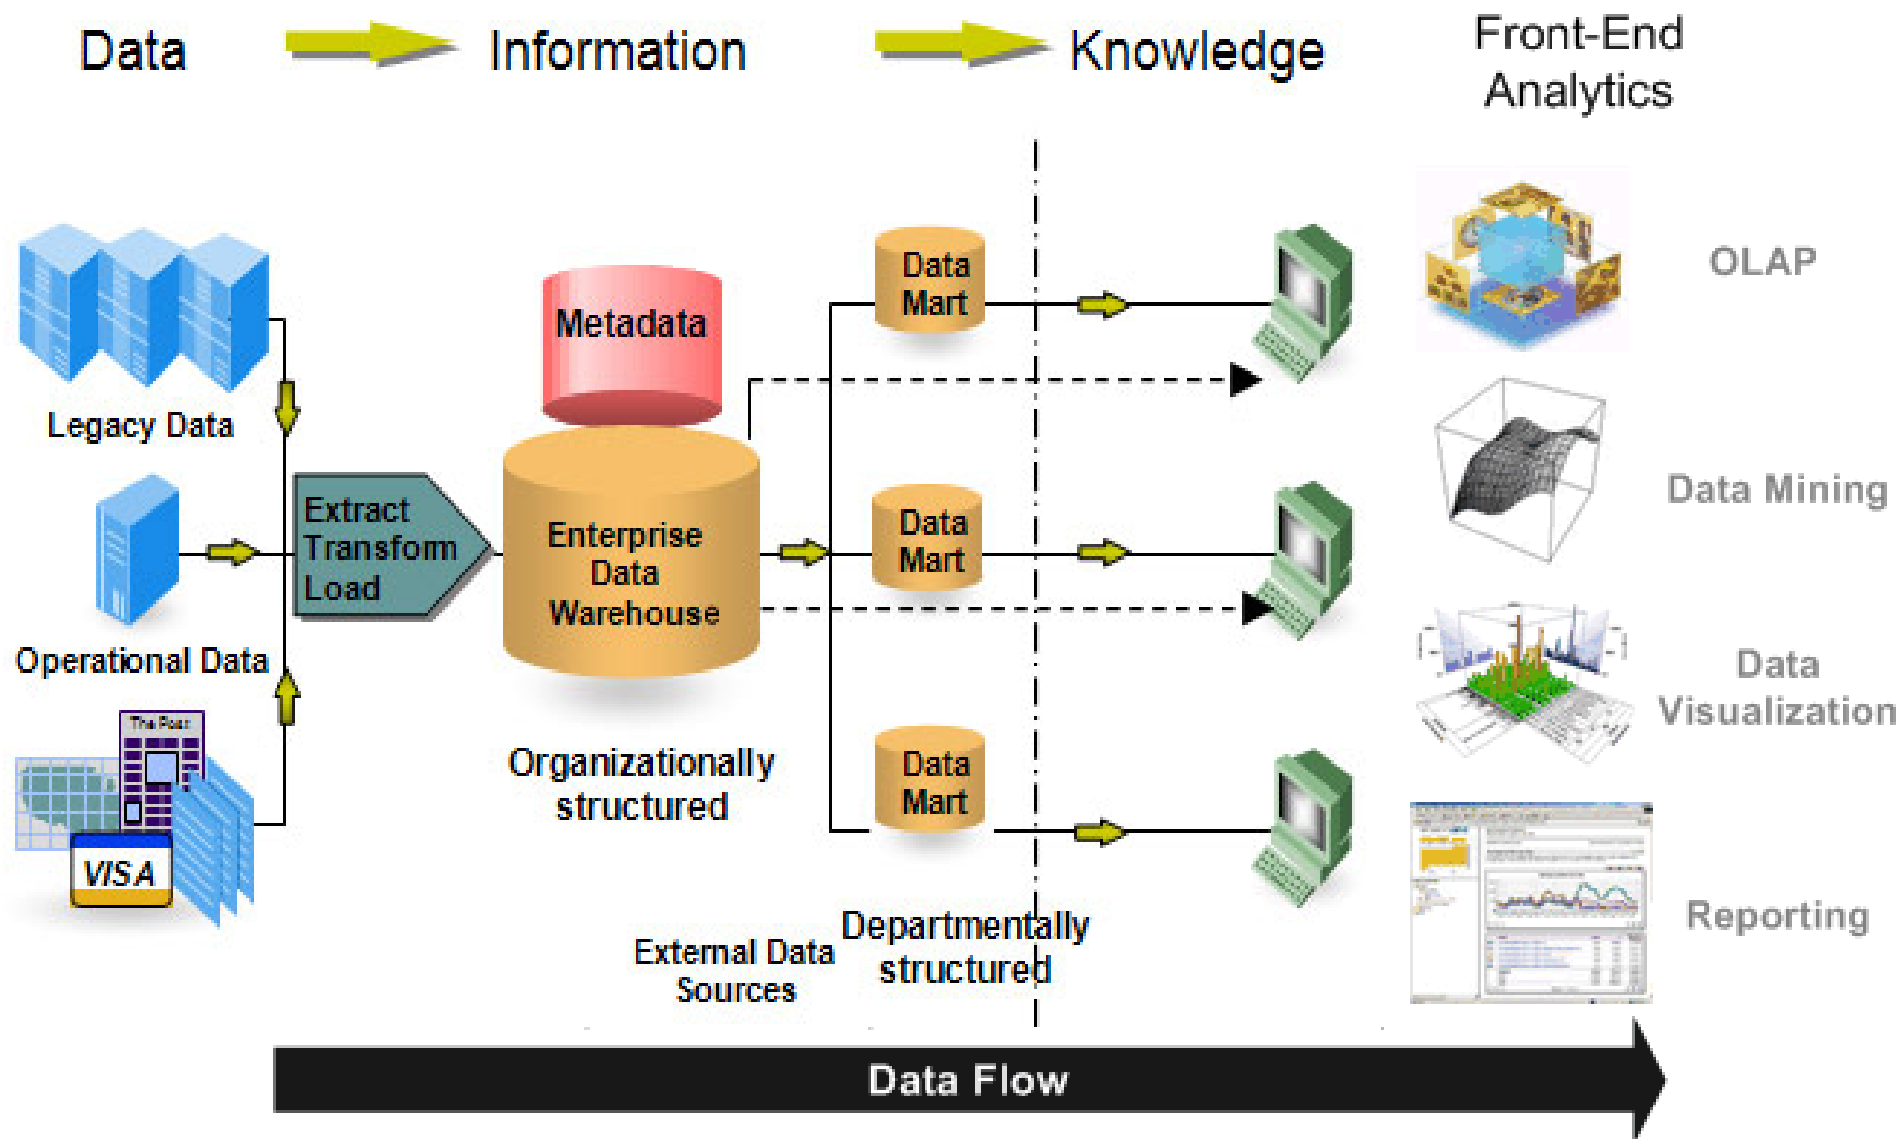 Data
Information
Knowledge
Front-End
Analytics
Legacy Data
Operational Data
The Post
VISA
Extract
Transform
Load
Metadata
Enterprise
Data
Warehouse
Organizationally
structured
Data
Mart
Data
Mart
Data
Mart
External Data
Sources
Departmentally
structured
OLAP
Data Mining
Data
Visualization
Reporting
Data Flow